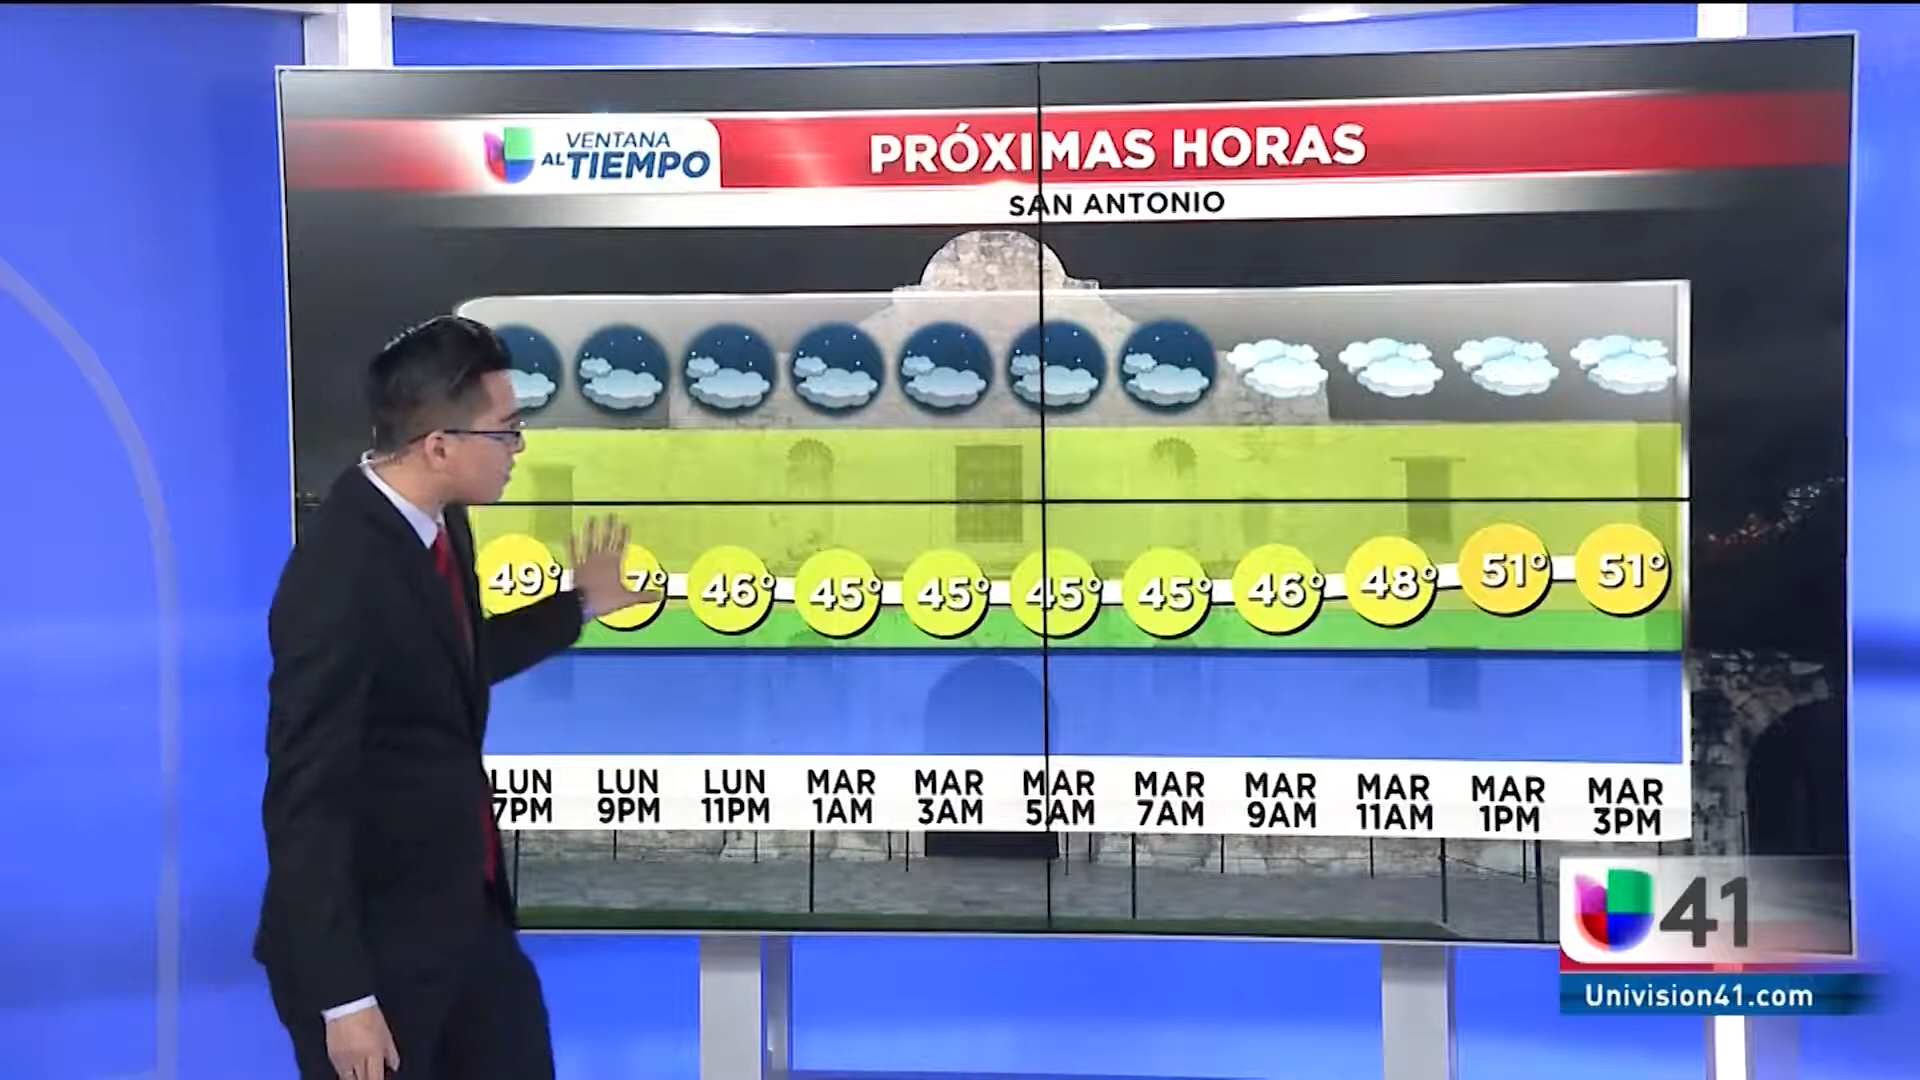 VENTANA
AL TIEMPO
PRÓXIMAS HORAS
SAN ANTONIO
49° 7° 46° 45° 45° 45° 45° 46° 48° 51° 51°
LUN LUN LUN MAR MAR MAR MAR MAR MAR MAR MAR
7PM 9PM 11PM 1AM 3AM 5AM 7AM 9AM 11AM 1PM 3PM
41
Univision41.com